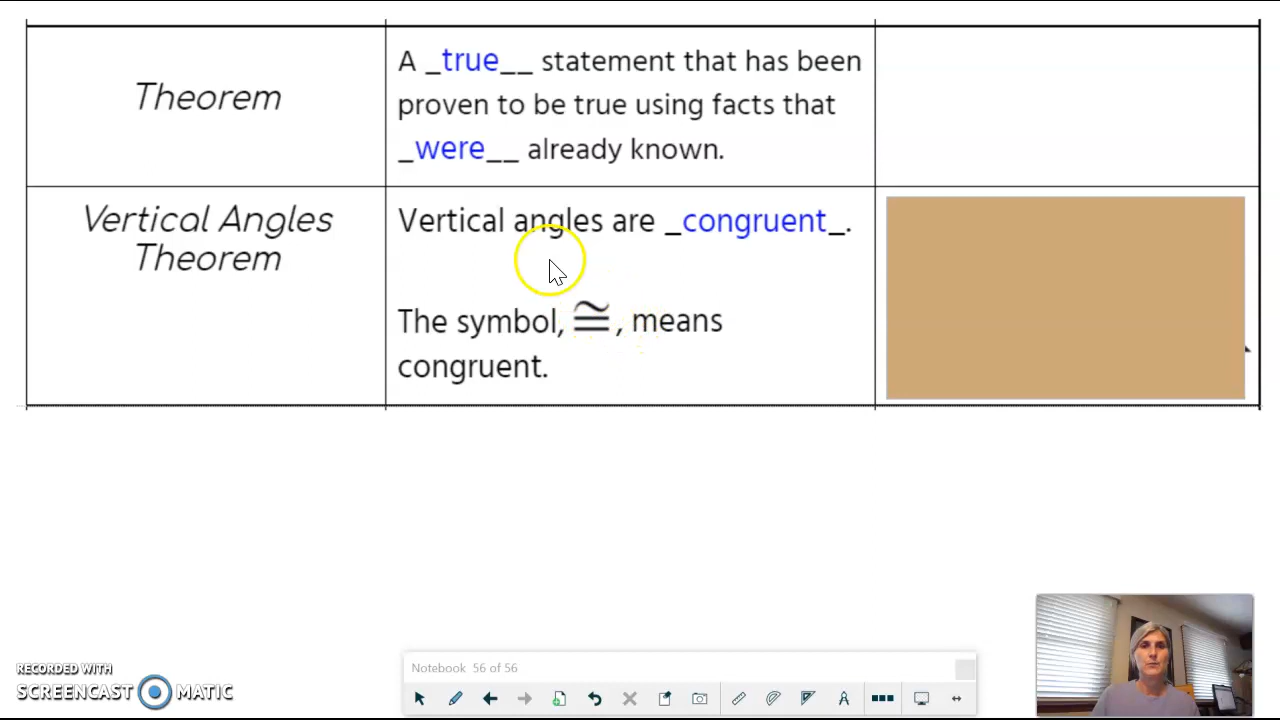 Theorem
A _true__ statement that has been
proven to be true using facts that
_were__ already known.
Vertical Angles
Theorem
Vertical angles are _congruent_.
The symbol, ≅, means
congruent.
Notebook 56 of 56
RECORDED WITH
SCREENCAST MATIC